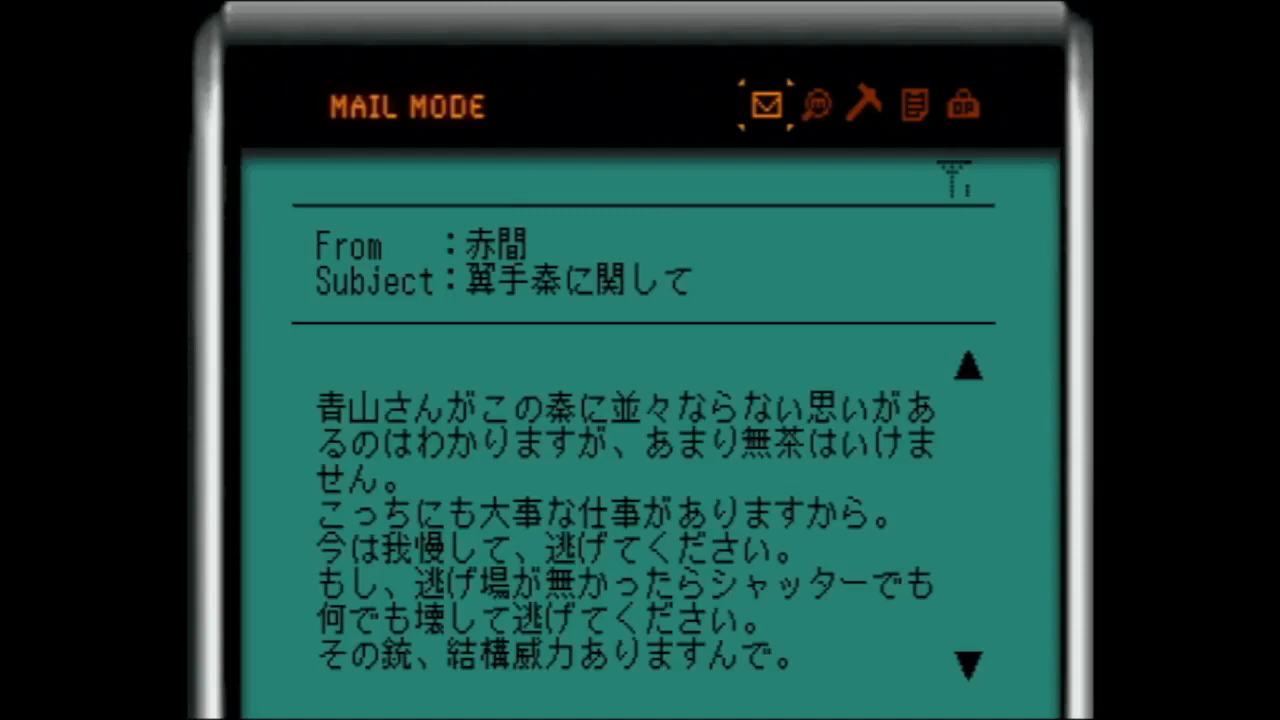 MAIL MODE
From :赤間
Subject:翼手秦に関して
青山さんがこの秦に並々ならない思いがあ
るのはわかりますが、あまり無茶はいけま
せん。
こっちにも大事な仕事がありますから。
今は我慢して、逃げてください。
もし、逃げ場が無かったらシャッターでも
何でも壊して逃げてください。
その銃、結構威力ありますんで。